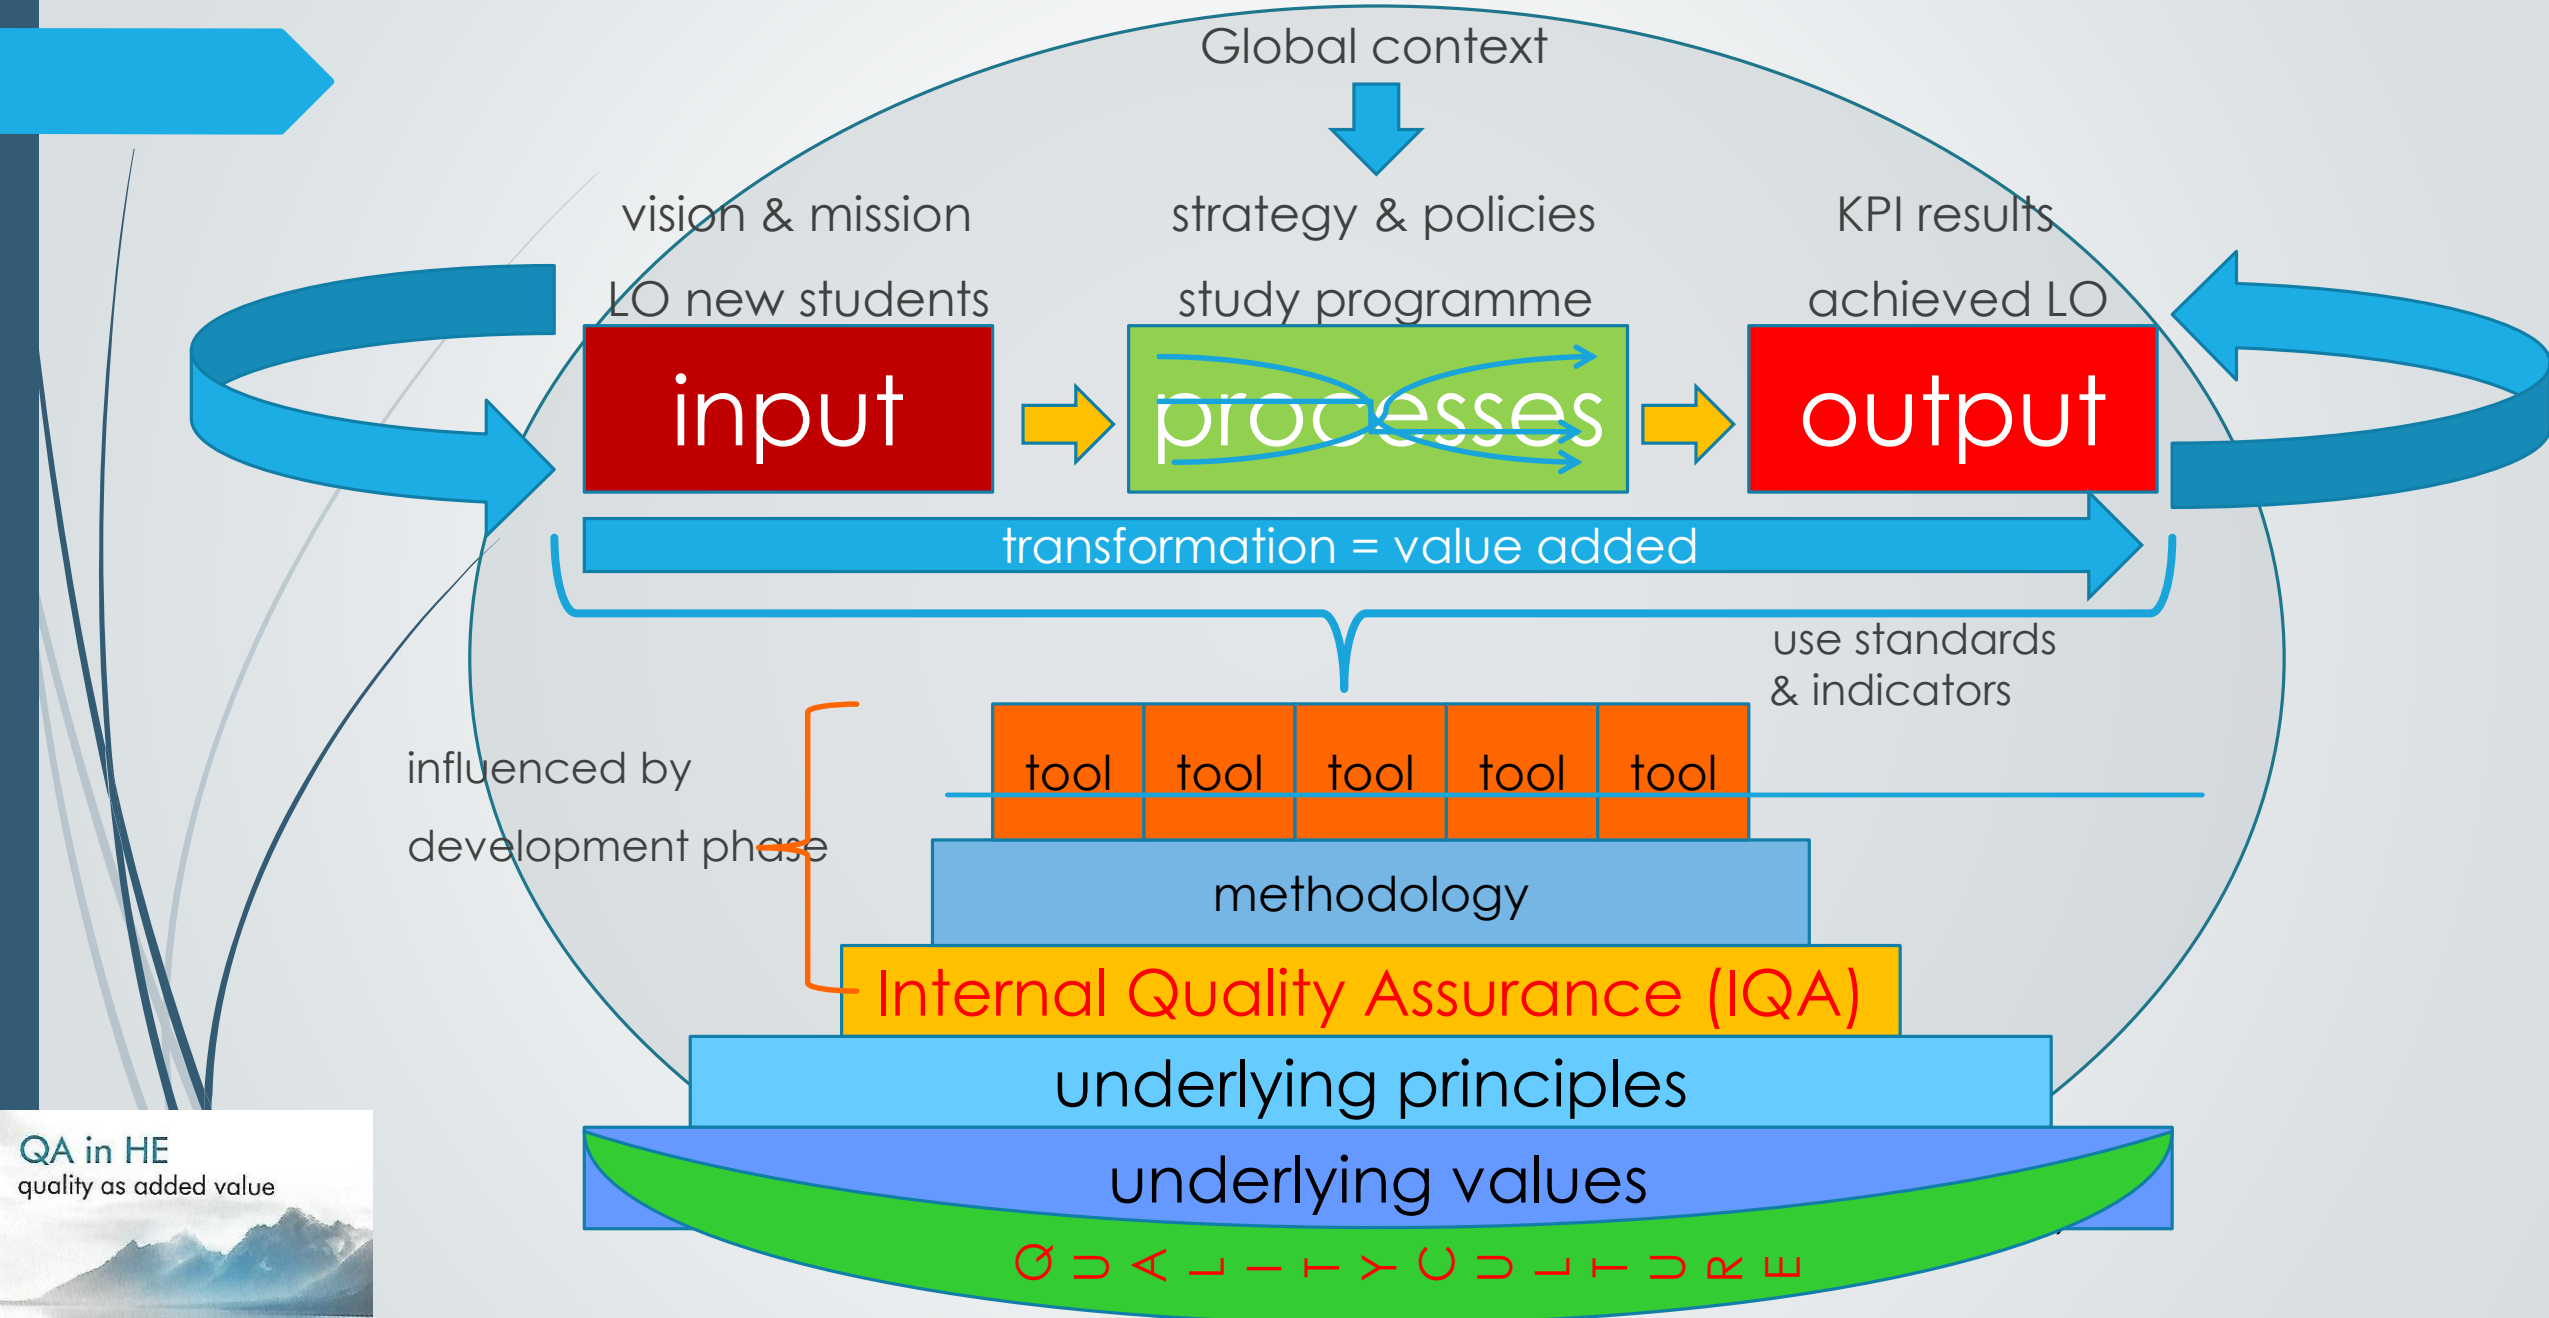 Global context
vision & mission
strategy & policies
KPI results
LO new students
study programme
achieved LO
input
processes
output
transformation = value added
use standards
& indicators
influenced by
development phase
tool tool tool tool tool
methodology
Internal Quality Assurance (IQA)
underlying principles
underlying values
QUALITY CULTURE
QA in HE
quality as added value